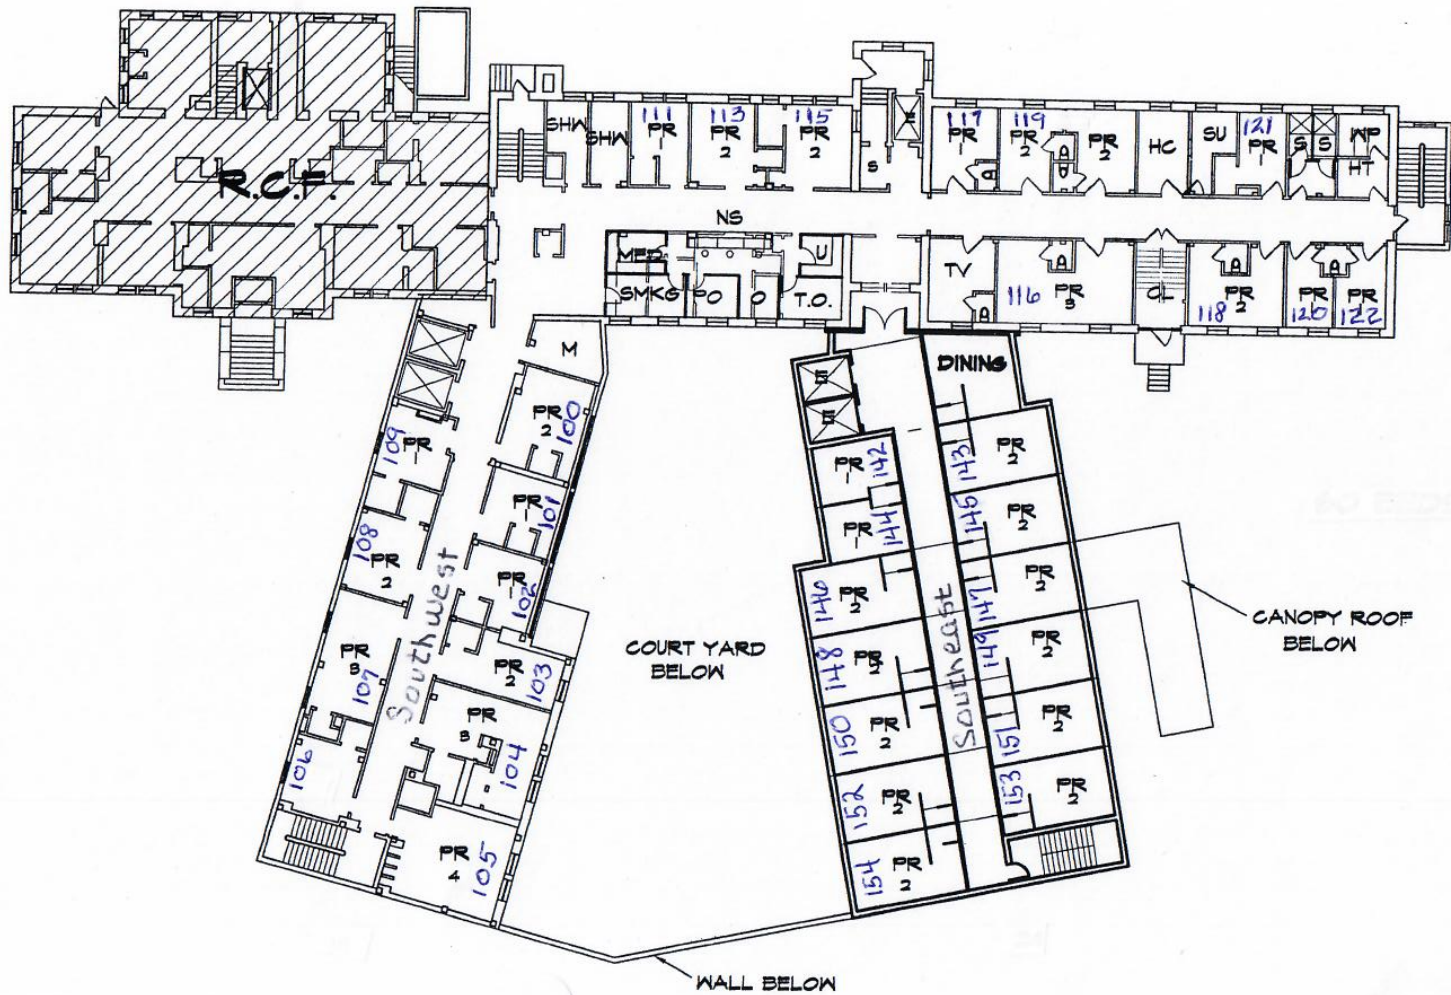 R.C.F.
SHW
SHW
111
PR
1
113
PR
2
115
PR
2
S
E
117
PR
1
119
PR
2
PR
2
HC
SU
121
PR
1
S
S
WP
HT
NS
MED
SMKG
O
O
U
T.O.
TV
116
PR
3
CL
118
PR
2
PR
120
PR
2
122
M
PR
2
100
109
PR
1
PR
1
101
108
PR
2
PR
1
102
PR
3
107
Southwest
PR
2
103
PR
3
104
106
PR
4
105
COURT YARD
BELOW
E
E
DINING
PR
1
142
143
PR
2
PR
1
144
145
PR
2
146
PR
2
147
PR
2
148
PR
2
149
PR
2
Southeast
150
PR
2
151
PR
2
152
PR
2
153
PR
2
154
PR
2
CANOPY ROOF
BELOW
WALL BELOW